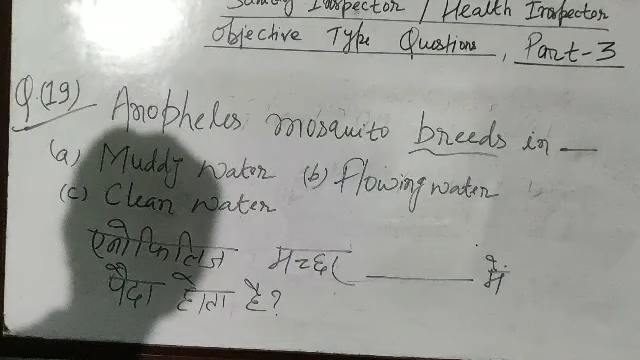 Sanitary Inspector / Health Inspector
Objective Type Questions, Part-3
Q.(19) Anopheles mosquito breeds in —
(a) Muddy water (b) Flowing water
(c) Clean water
एनोफिलिज मच्छर ______ में
पैदा होता है?